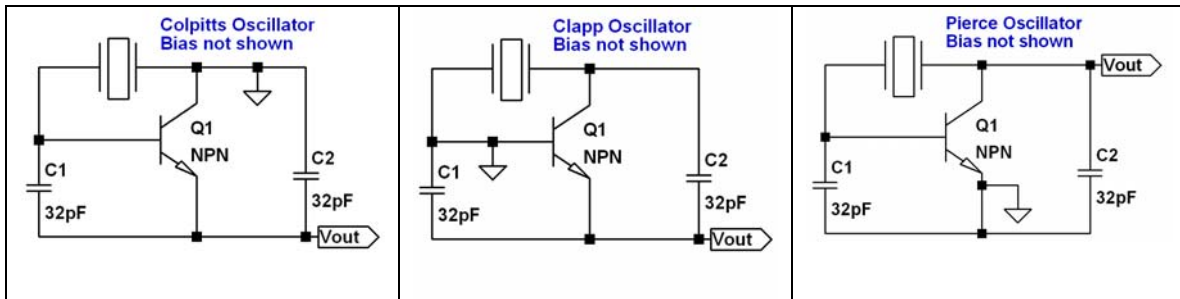 Colpitts Oscillator
Bias not shown
Q1
NPN
C1
32pF
C2
32pF
Vout
Clapp Oscillator
Bias not shown
Q1
NPN
C1
32pF
C2
32pF
Vout
Pierce Oscillator
Bias not shown
Vout
Q1
NPN
C1
32pF
C2
32pF